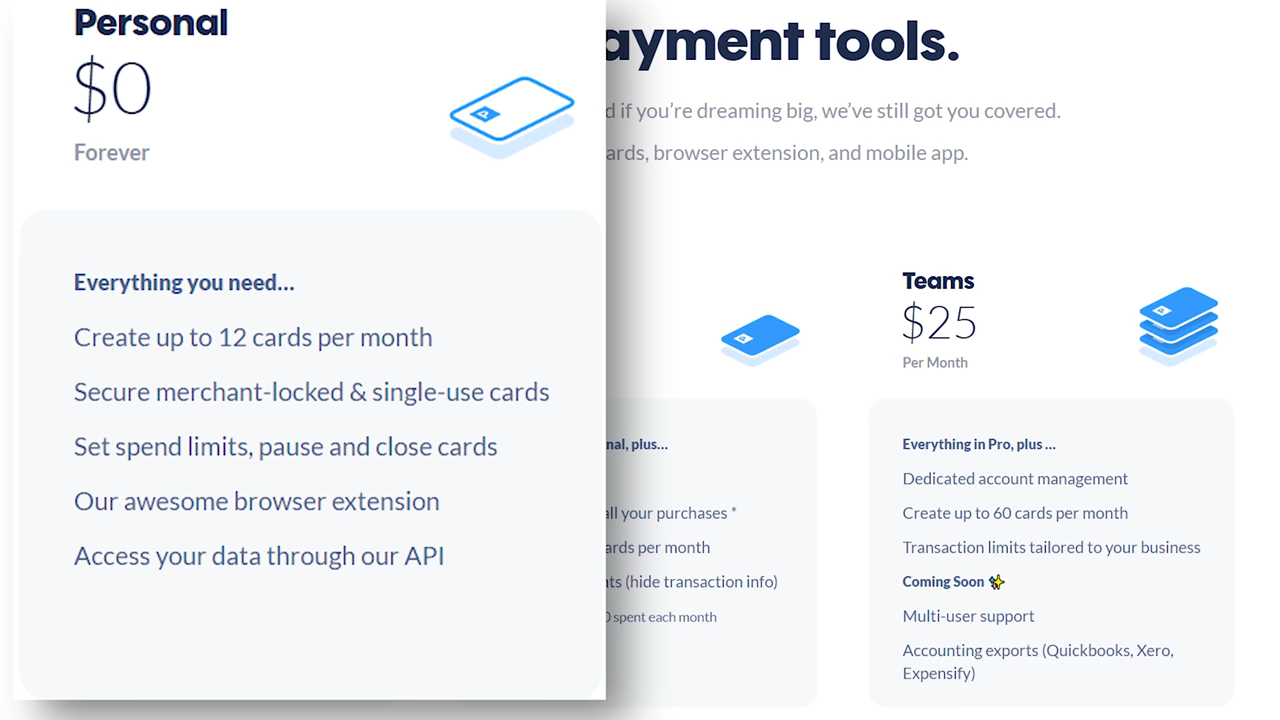 Personal
$0
Forever
Everything you need...
Create up to 12 cards per month
Secure merchant-locked & single-use cards
Set spend limits, pause and close cards
Our awesome browser extension
Access your data through our API
ayment tools.
d if you’re dreaming big, we’ve still got you covered.
ards, browser extension, and mobile app.
nal, plus...
all your purchases *
ards per month
nts (hide transaction info)
0 spent each month
Teams
$25
Per Month
Everything in Pro, plus ...
Dedicated account management
Create up to 60 cards per month
Transaction limits tailored to your business
Coming Soon ✨
Multi-user support
Accounting exports (Quickbooks, Xero,
Expensify)